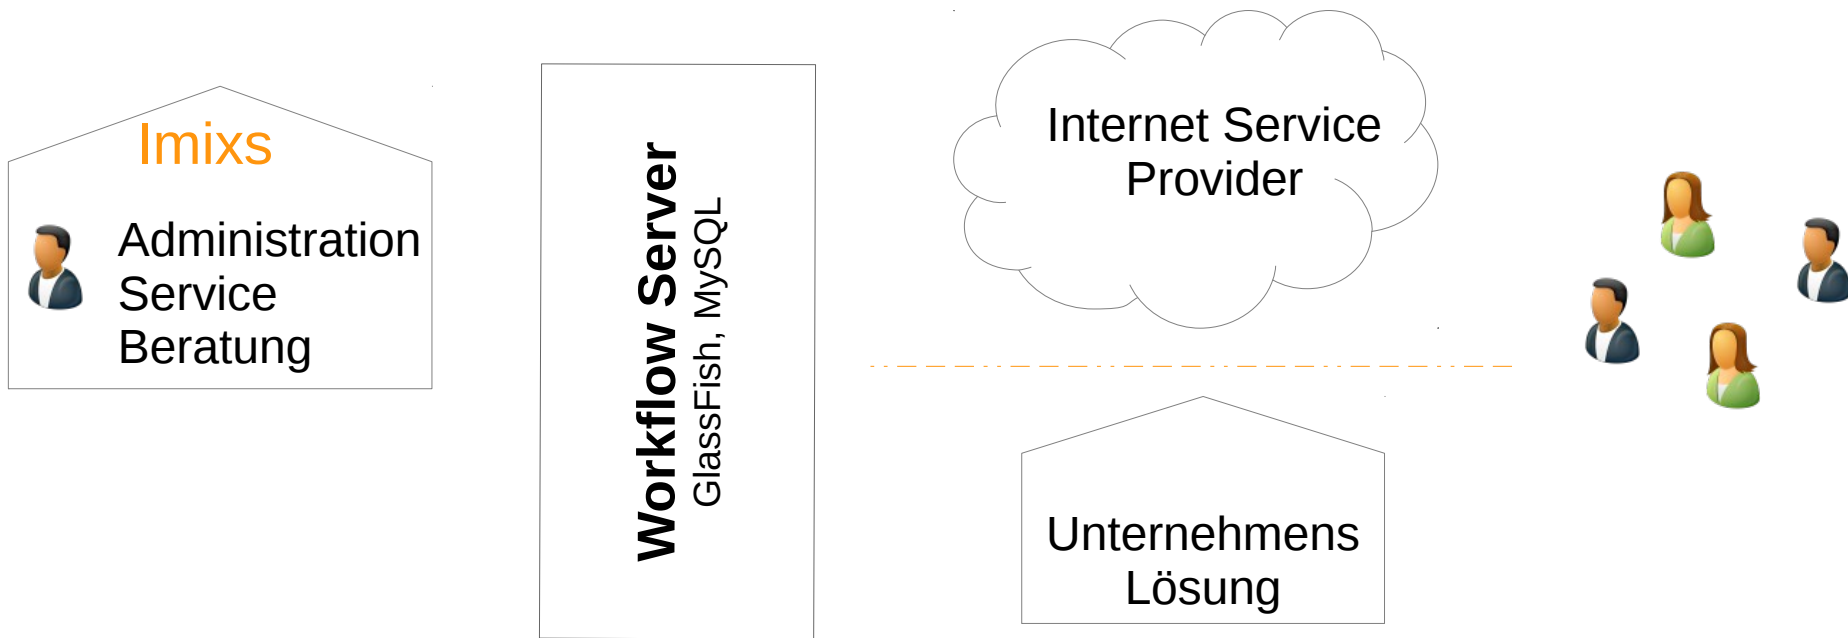 Imixs
Administration
Service
Beratung
Workflow Server
GlassFish, MySQL
Internet Service
Provider
Unternehmens
Lösung